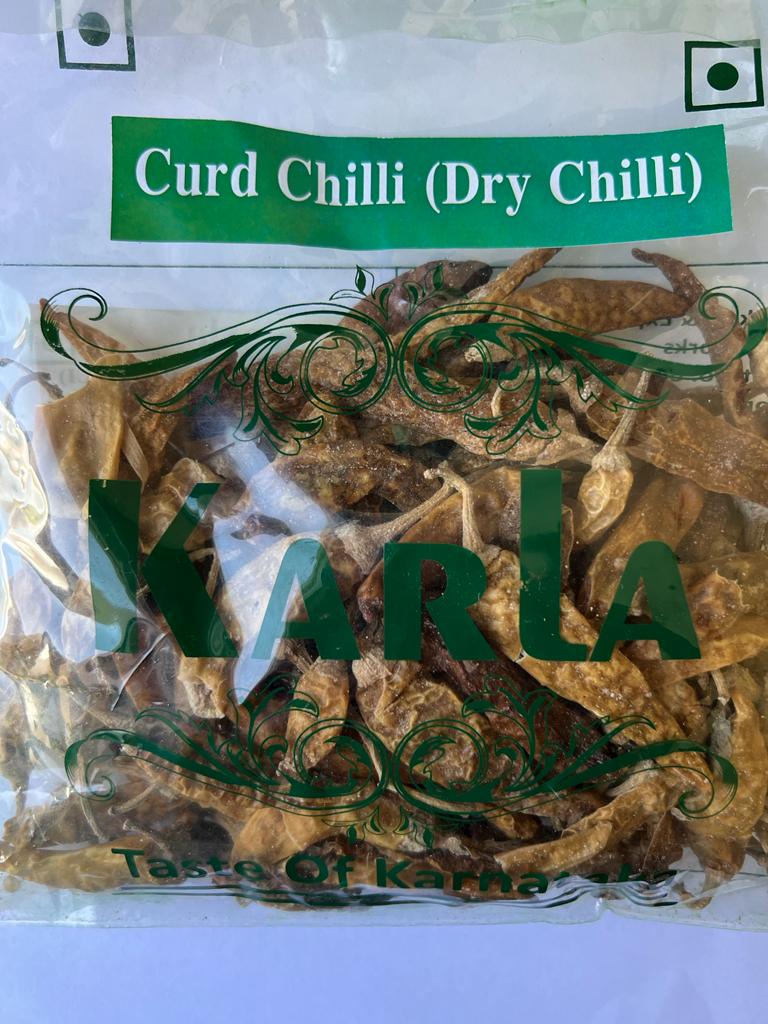 Curd Chilli (Dry Chilli)
KARLA
Taste Of Karnataka